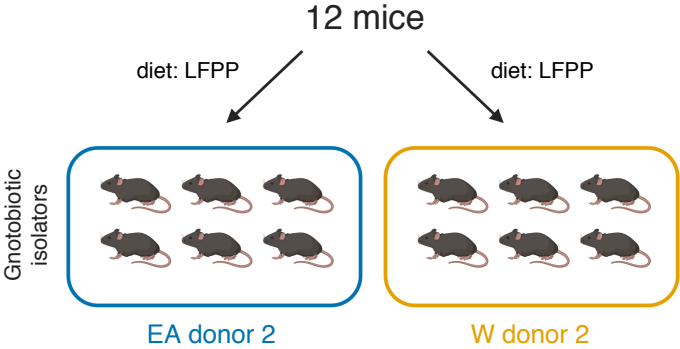 12 mice
diet: LFPP
diet: LFPP
Gnotobiotic
isolators
EA donor 2
W donor 2